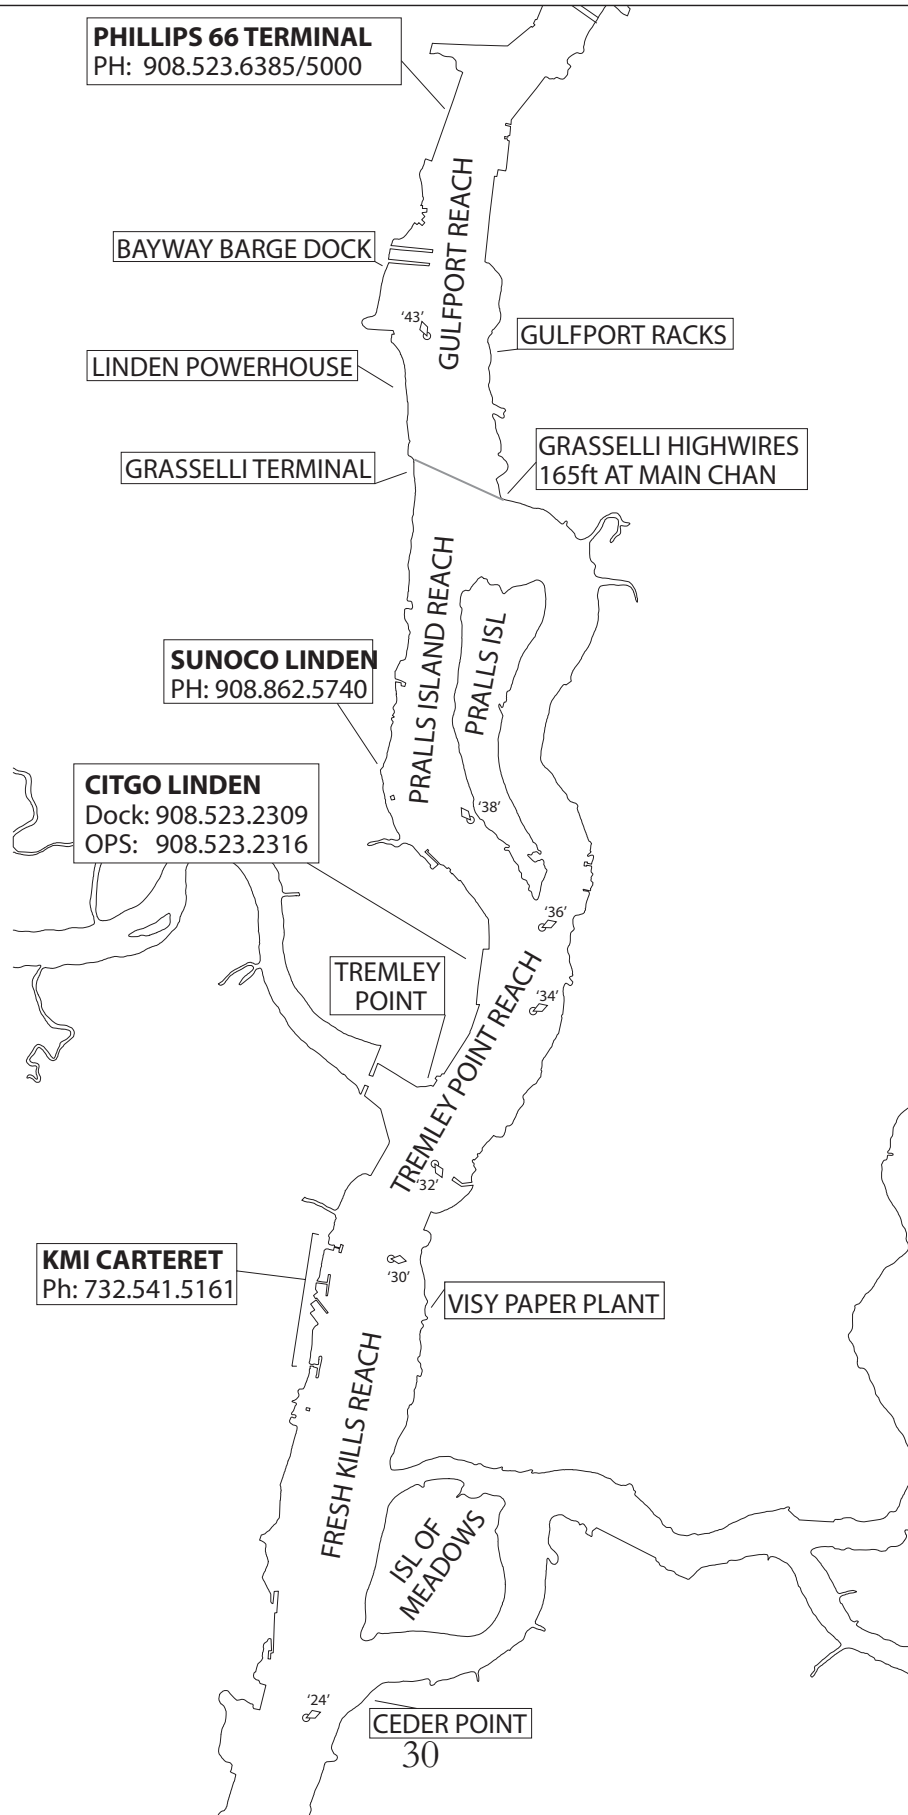 PHILLIPS 66 TERMINAL
PH: 908.523.6385/5000
GULFPORT REACH
BAYWAY BARGE DOCK
'43'
GULFPORT RACKS
LINDEN POWERHOUSE
GRASSELLI HIGHWIRES
165ft AT MAIN CHAN
GRASSELLI TERMINAL
PRALLS ISLAND REACH
PRALLS ISL
SUNOCO LINDEN
PH: 908.862.5740
CITGO LINDEN
Dock: 908.523.2309
OPS: 908.523.2316
'38'
'36'
TREMLEY
POINT
'34'
TREMLEY POINT REACH
'32'
KMI CARTERET
Ph: 732.541.5161
'30'
VISY PAPER PLANT
FRESH KILLS REACH
ISL OF
MEADOWS
'24'
CEDER POINT
30